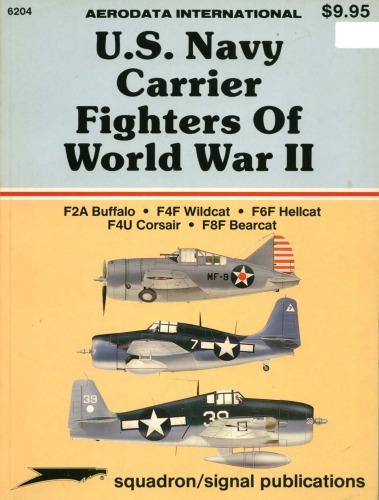 6204
AERODATA INTERNATIONAL
$9.95
U.S. Navy
Carrier
Fighters Of
World War II
F2A Buffalo • F4F Wildcat • F6F Hellcat
F4U Corsair • F8F Bearcat
MF-9
7
39
39
squadron/signal publications